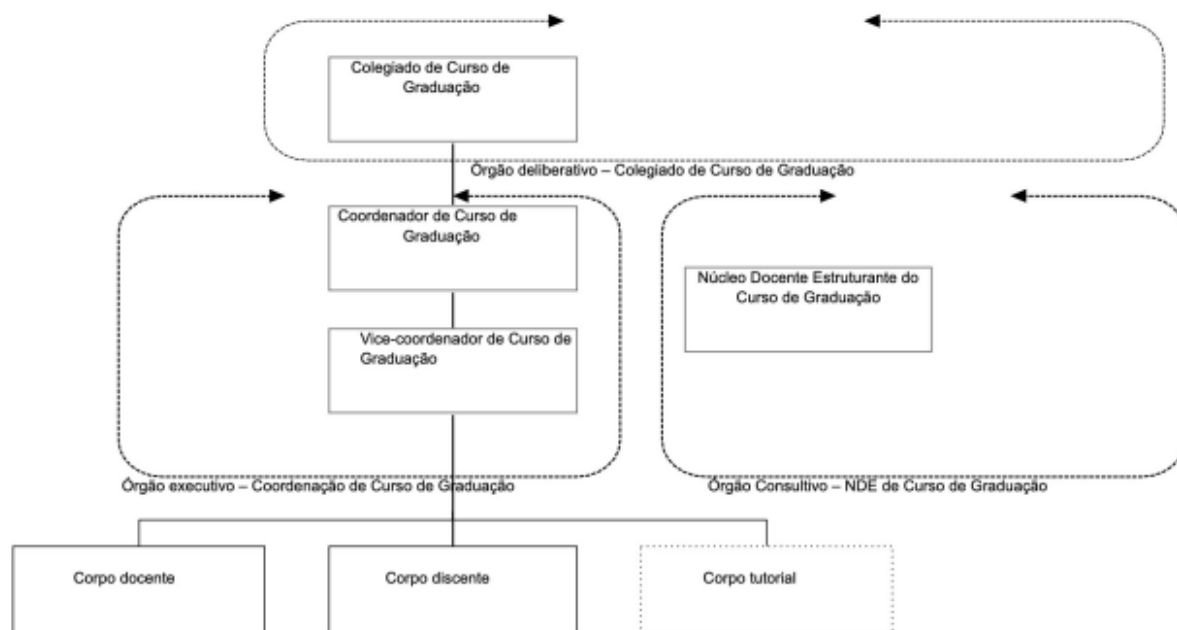 Colegiado de Curso de
Graduação
Órgão deliberativo – Colegiado de Curso de Graduação
Coordenador de Curso de
Graduação
Núcleo Docente Estruturante do
Curso de Graduação
Vice-coordenador de Curso de
Graduação
Órgão executivo – Coordenação de Curso de Graduação
Órgão Consultivo – NDE de Curso de Graduação
Corpo docente
Corpo discente
Corpo tutorial